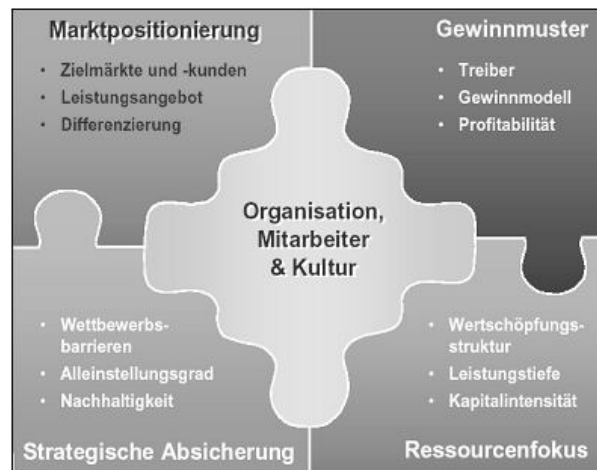 Marktpositionierung
• Zielmärkte und -kunden
• Leistungsangebot
• Differenzierung
Gewinnmuster
• Treiber
• Gewinnmodell
• Profitabilität
Organisation,
Mitarbeiter
& Kultur
• Wettbewerbs-
barrieren
• Alleinstellungsgrad
• Nachhaltigkeit
Strategische Absicherung
• Wertschöpfungs-
struktur
• Leistungstiefe
• Kapitalintensität
Ressourcenfokus